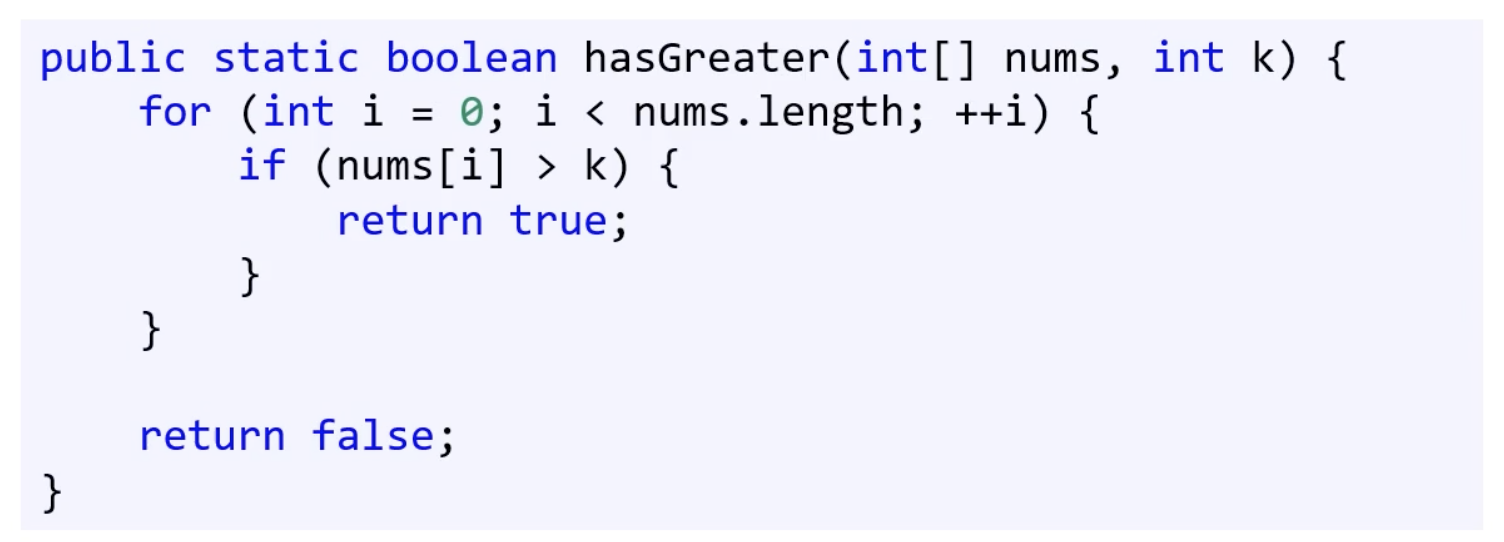 public static boolean hasGreater(int[] nums, int k) {
    for (int i = 0; i < nums.length; ++i) {
        if (nums[i] > k) {
            return true;
        }
    }

    return false;
}